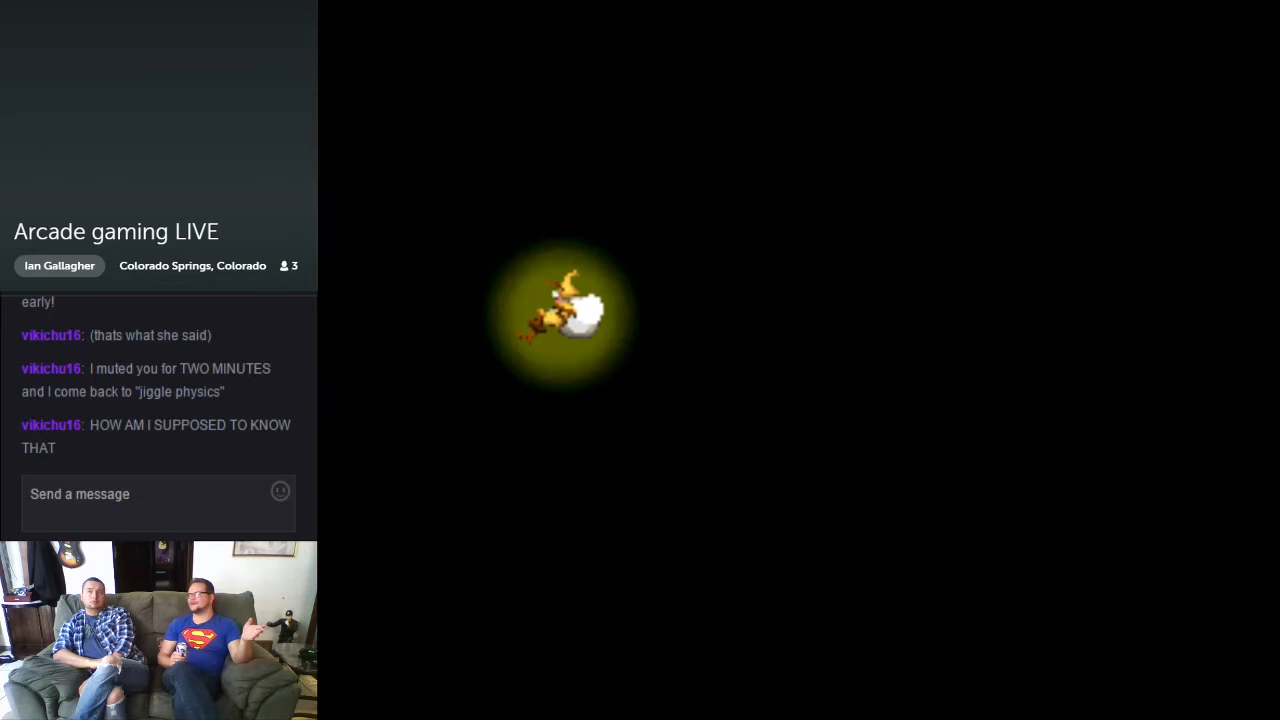 Arcade gaming LIVE
Ian Gallagher Colorado Springs, Colorado 3
early!
vikichu16: (thats what she said)
vikichu16: I muted you for TWO MINUTES
and I come back to "jiggle physics"
vikichu16: HOW AM I SUPPOSED TO KNOW
THAT
Send a message